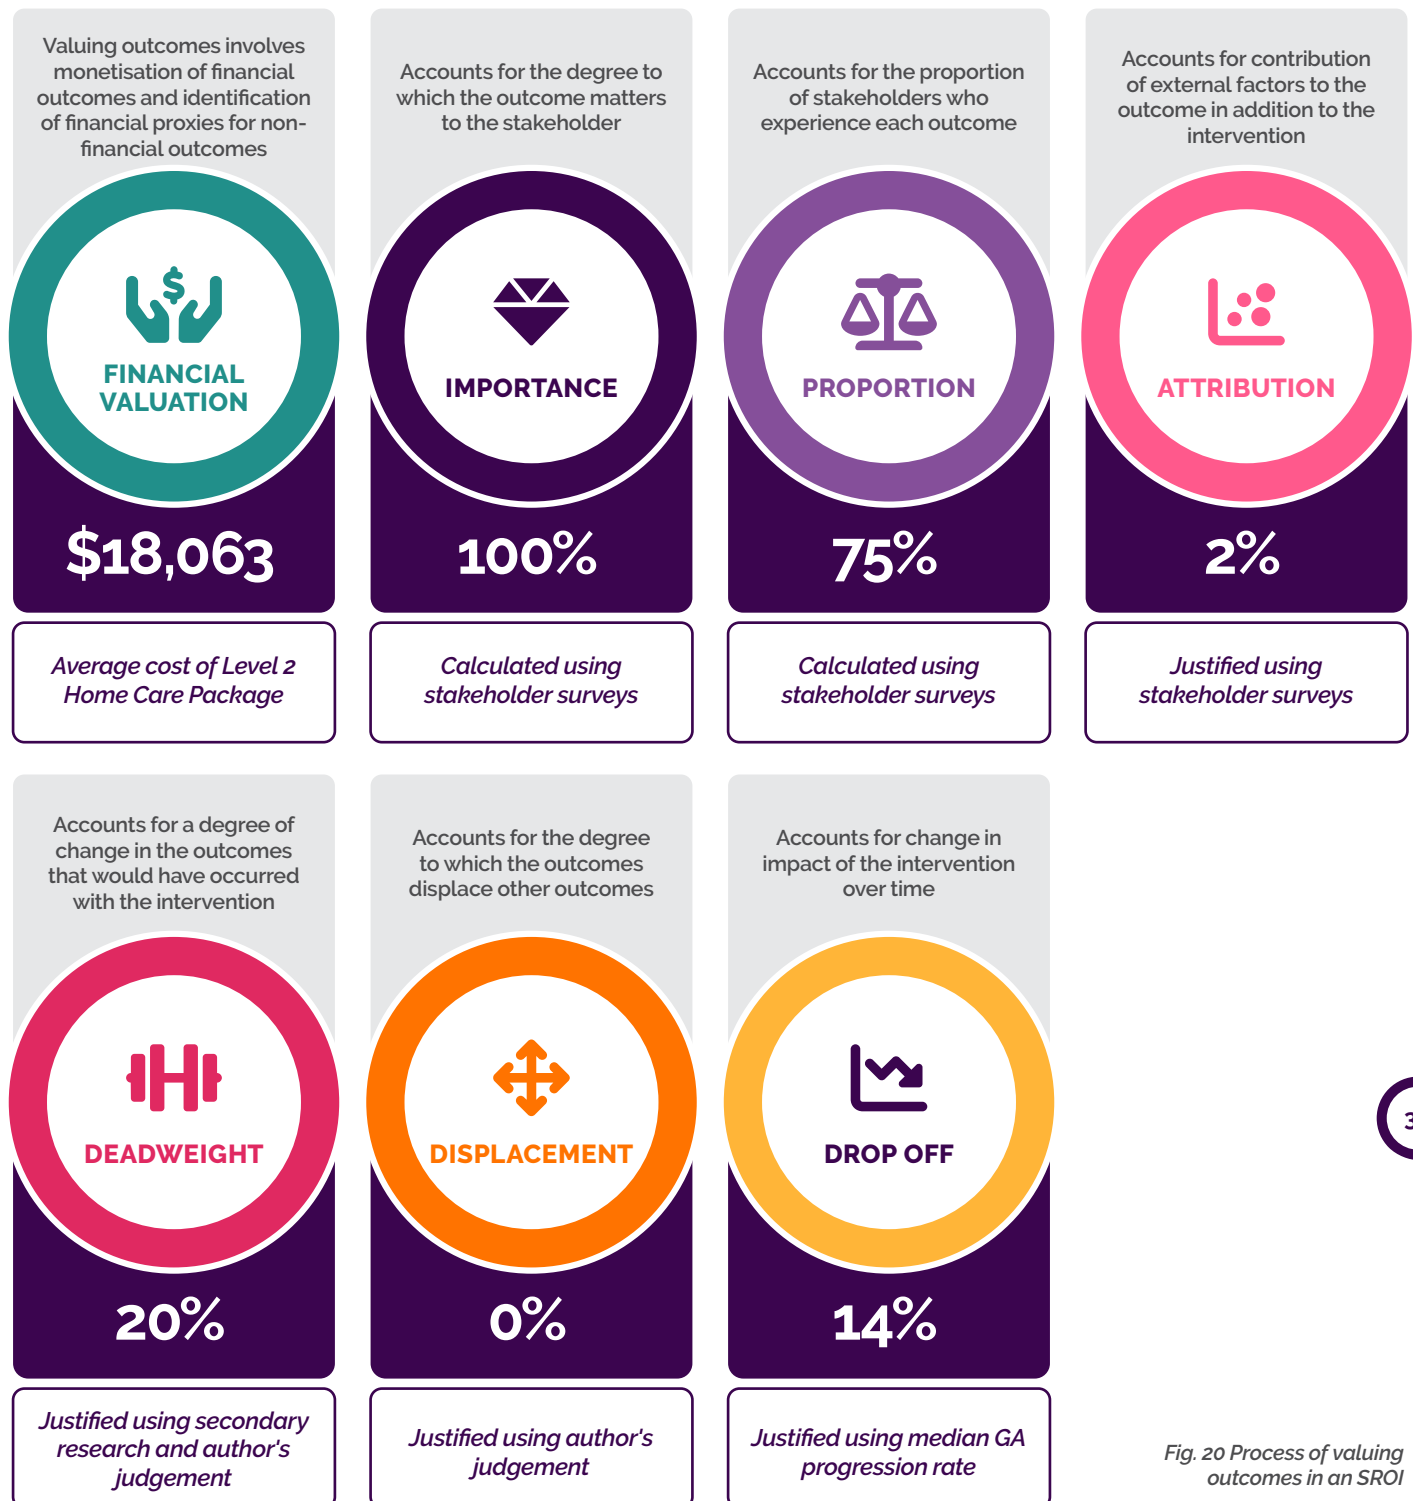 Valuing outcomes involves
monetisation of financial
outcomes and identification
of financial proxies for non-
financial outcomes
FINANCIAL
VALUATION
$18,063
Average cost of Level 2
Home Care Package
Accounts for the degree to
which the outcome matters
to the stakeholder
IMPORTANCE
100%
Calculated using
stakeholder surveys
Accounts for the proportion
of stakeholders who
experience each outcome
PROPORTION
75%
Calculated using
stakeholder surveys
Accounts for contribution
of external factors to the
outcome in addition to the
intervention
ATTRIBUTION
2%
Justified using
stakeholder surveys
Accounts for a degree of
change in the outcomes
that would have occurred
with the intervention
DEADWEIGHT
20%
Justified using secondary
research and author's
judgement
Accounts for the degree
to which the outcomes
displace other outcomes
DISPLACEMENT
0%
Justified using author's
judgement
Accounts for change in
impact of the intervention
over time
DROP OFF
14%
Justified using median GA
progression rate
Fig. 20 Process of valuing
outcomes in an SROI